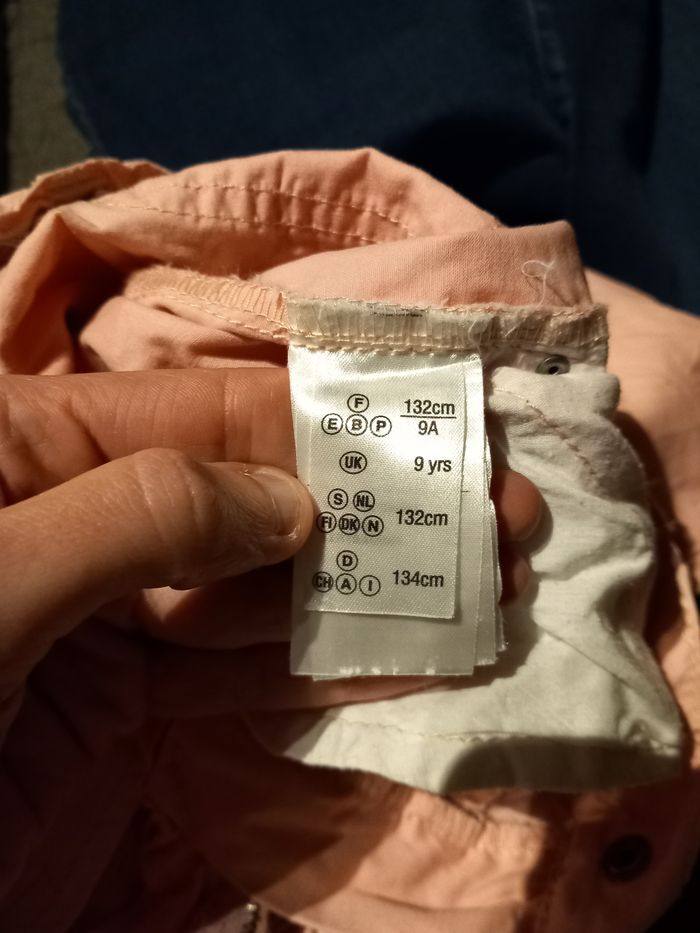 F 132cm
E B P 9A
UK 9 yrs
S NL
FI DK N 132cm
D
CH A I 134cm